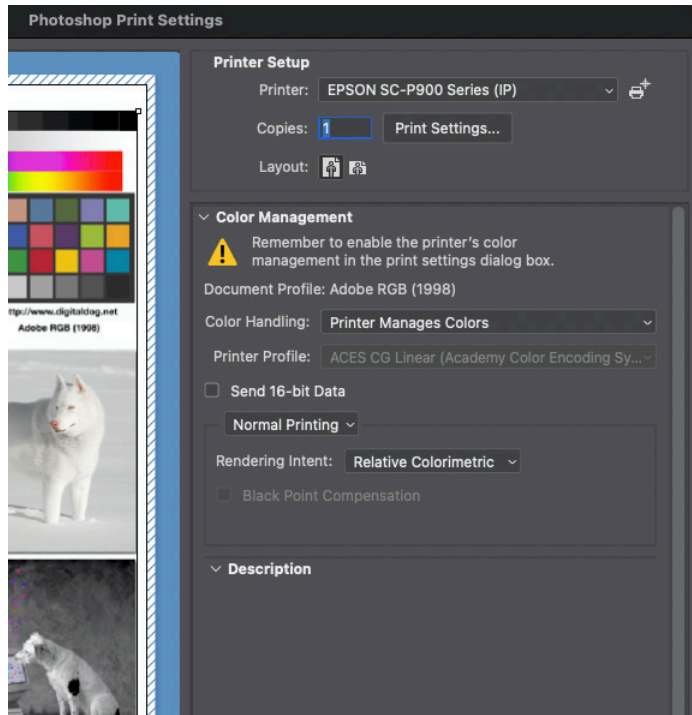 Photoshop Print Settings
Printer Setup
Printer: EPSON SC-P900 Series (IP)
Copies: 1 Print Settings...
Layout:
Color Management
Remember to enable the printer's color
management in the print settings dialog box.
Document Profile: Adobe RGB (1998)
Color Handling: Printer Manages Colors
Printer Profile: ACES CG Linear (Academy Color Encoding Sy...
Send 16-bit Data
Normal Printing
Rendering Intent: Relative Colorimetric
Black Point Compensation
Description
ttp://www.digitaldog.net
Adobe RGB (1998)